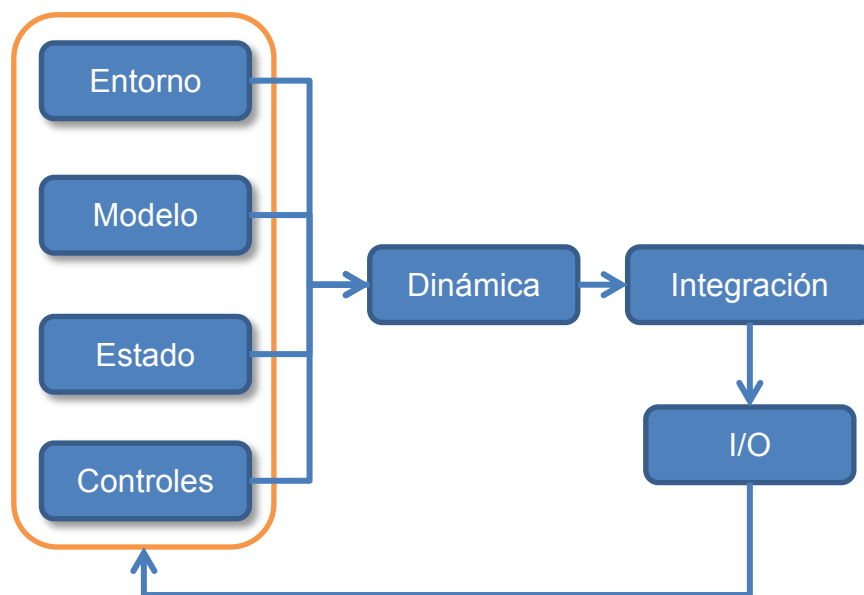 Entorno
Modelo
Estado
Controles
Dinámica
Integración
I/O